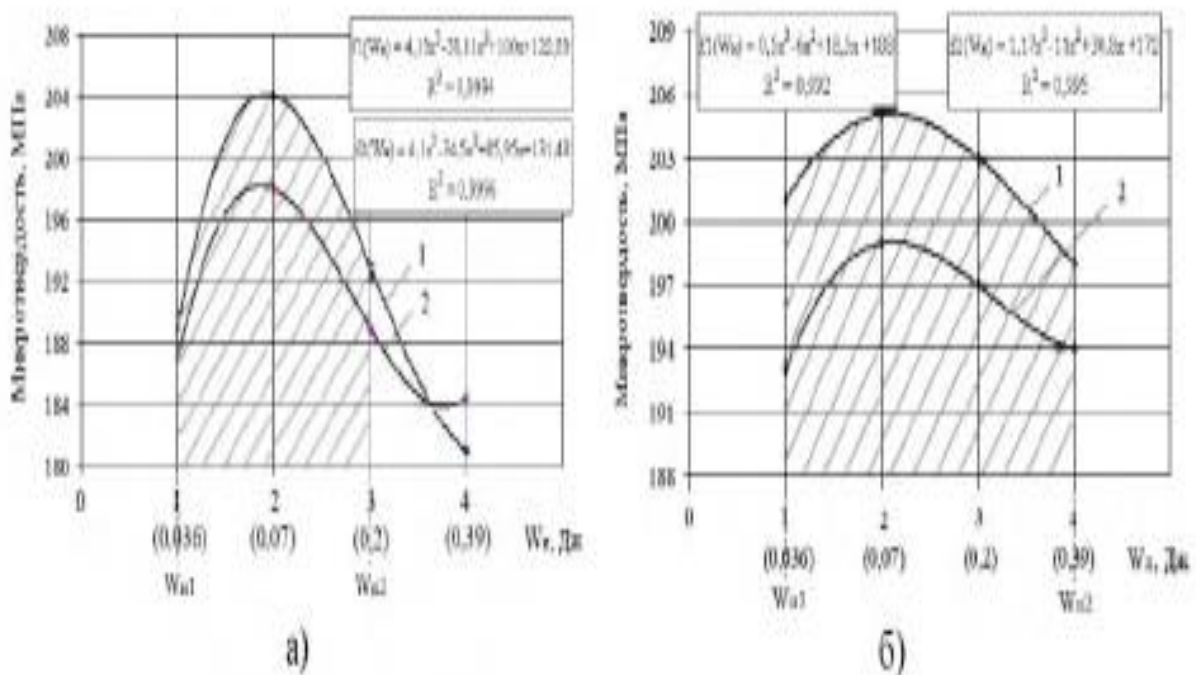 Микротвердость, МПа
208
204
200
196
192
188
184
180
R² = 0,9994
R² = 0,9996
1
2
0 1 2 3 4
(0,036) (0,07) (0,2) (0,39) Wи, Дж
Wи1 Wи2
а)
Микротвердость, МПа
209
206
203
200
197
194
191
188
R² = 0,992
R² = 0,995
1
2
0 1 2 3 4
(0,036) (0,07) (0,2) (0,39) Wи, Дж
Wи1 Wи2
б)